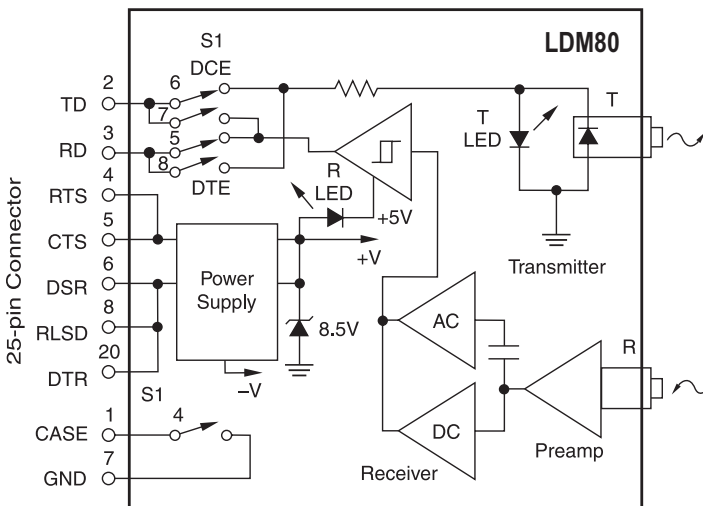 LDM80
S1
DCE
2
TD
6
7
3
RD
5
8
DTE
T
LED
T
R
LED
+5V
4
RTS
5
CTS
+V
Transmitter
6
DSR
Power
Supply
8
RLSD
8.5V
AC
20
DTR
–V
R
S1
1
CASE
4
DC
Preamp
7
GND
Receiver
25-pin Connector